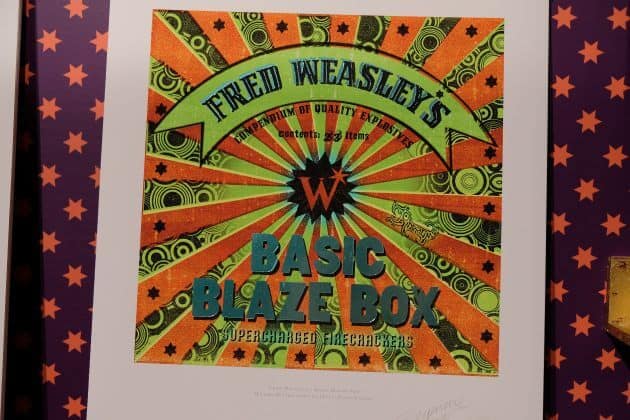 FRED WEASLEY'S
COMPENDIUM OF QUALITY EXPLOSIVES
Contents: 23 Items
W
BASIC
BLAZE BOX
SUPERCHARGED FIRECRACKERS